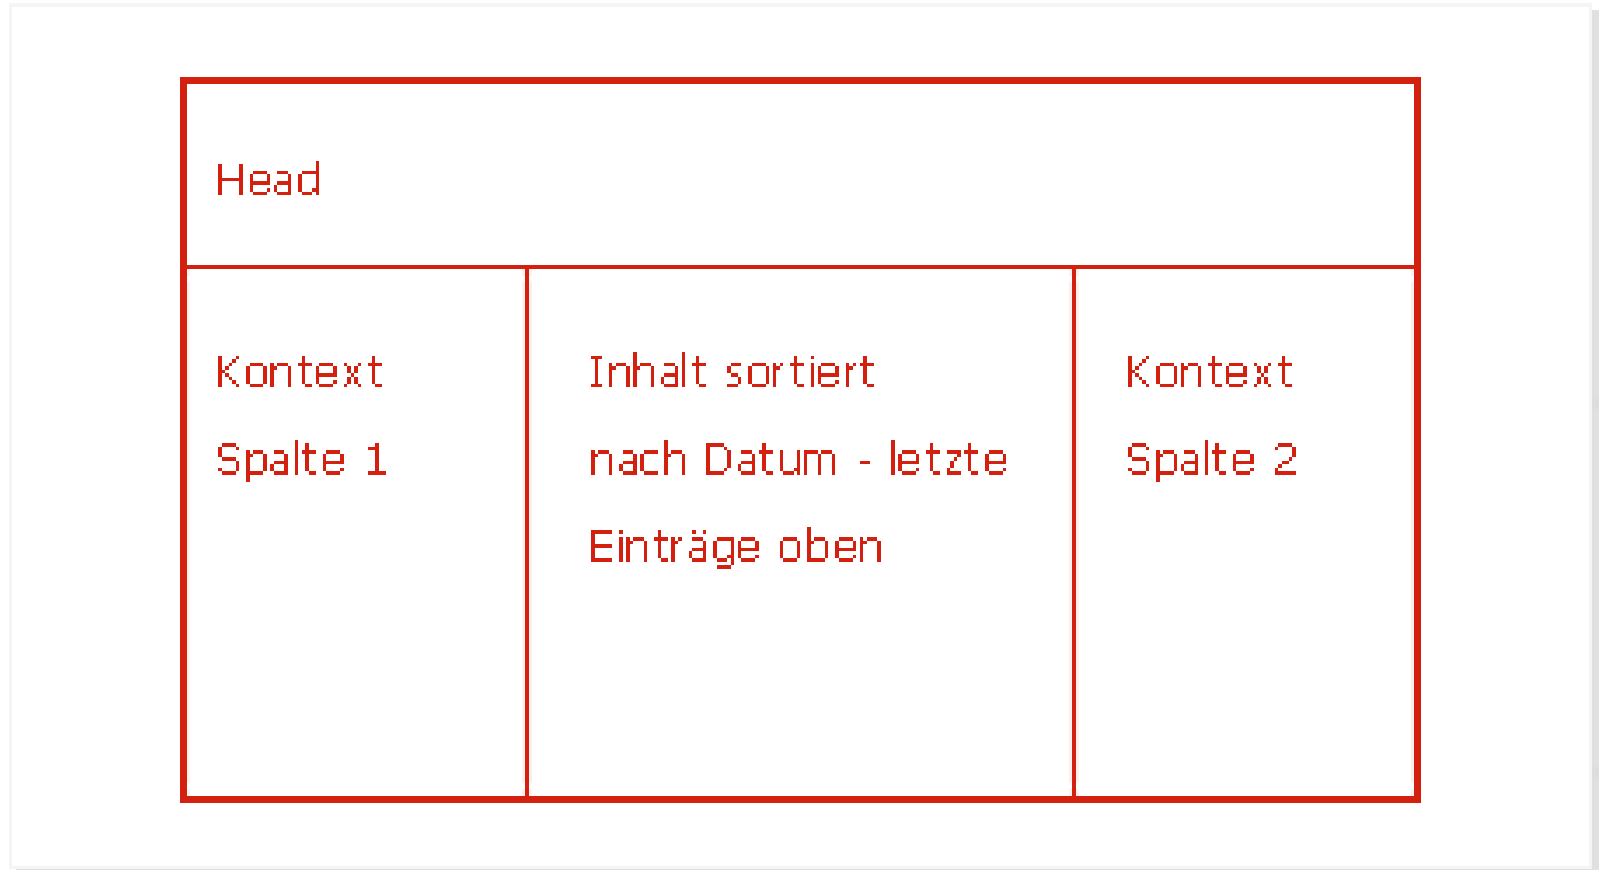 Head
Kontext
Spalte 1
Inhalt sortiert
nach Datum - letzte
Einträge oben
Kontext
Spalte 2